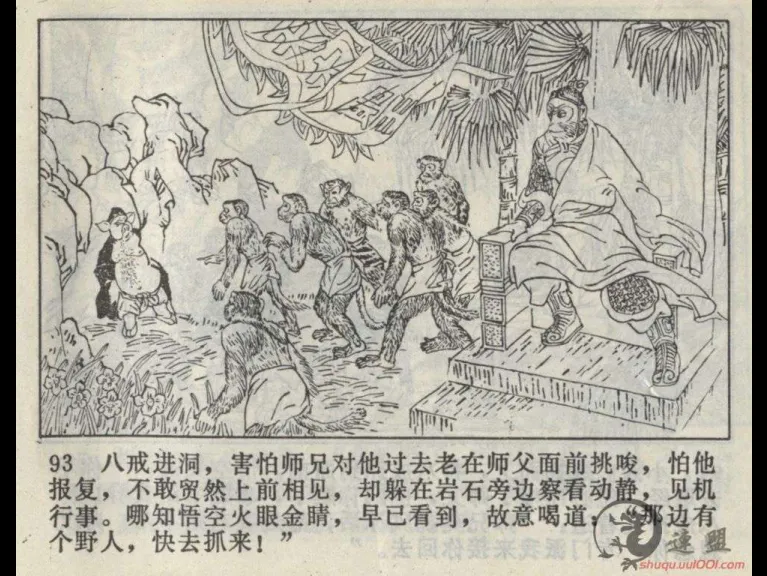 93 八戒进洞，害怕师兄对他过去老在师父面前挑唆，怕他
报复，不敢贸然上前相见，却躲在岩石旁边察看动静，见机
行事。哪知悟空火眼金睛，早已看到，故意喝道：“那边有
个野人，快去抓来！”
連盟
shuqu.uul001.com